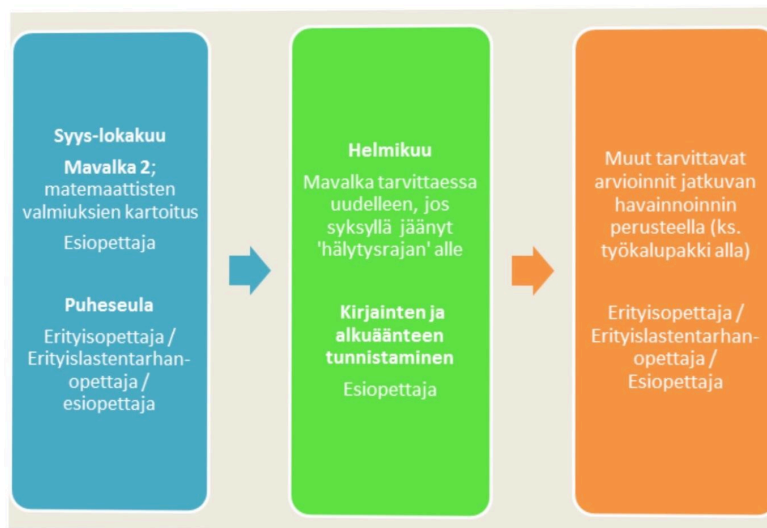 Syys-lokakuu
Mavalka 2;
matemaattisten
valmiuksien kartoitus
Esiopettaja
Puheseula
Erityisopettaja /
Erityislastentarhan-
opettaja /
esiopettaja
Helmikuu
Mavalka tarvittaessa
uudelleen, jos
syksyllä jäänyt
'hälytysrajan' alle
Kirjainten ja
alkuäänteen
tunnistaminen
Esiopettaja
Muut tarvittavat
arvioinnit jatkuvan
havainnoinnin
perusteella (ks.
työkalupakki alla)
Erityisopettaja /
Erityislastentarhan-
opettaja /
Esiopettaja